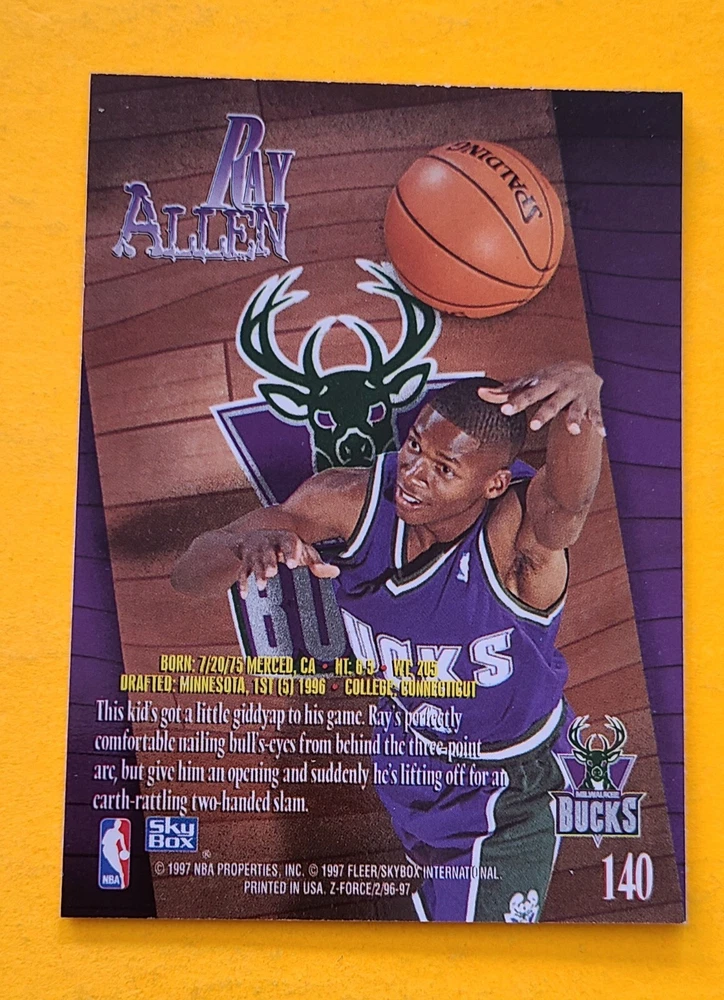 RAY
ALLEN
SPALDING
BU
BUCKS
BORN: 7/20/75 MERCED, CA • HT: 6-5 • WT: 205
DRAFTED: MINNESOTA, 1ST (5) 1996 • COLLEGE: CONNECTICUT
This kid's got a little giddyap to his game. Ray's perfectly
comfortable nailing bull's-eyes from behind the three-point
arc, but give him an opening and suddenly he's lifting off for an
earth-rattling two-handed slam.
MILWAUKEE
BUCKS
NBA
SKY
BOX
®
© 1997 NBA PROPERTIES, INC. © 1997 FLEER/SKYBOX INTERNATIONAL.
PRINTED IN USA. Z-FORCE/2/96-97
140